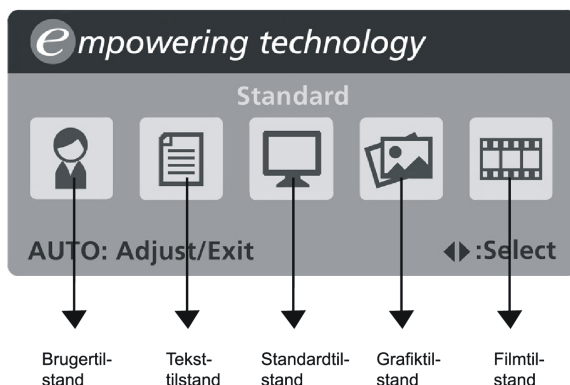 empowering technology
Standard
AUTO: Adjust/Exit
:Select
Brugertil-
stand
Tekst-
tilstand
Standardtil-
stand
Grafiktil-
stand
Filmtil-
stand